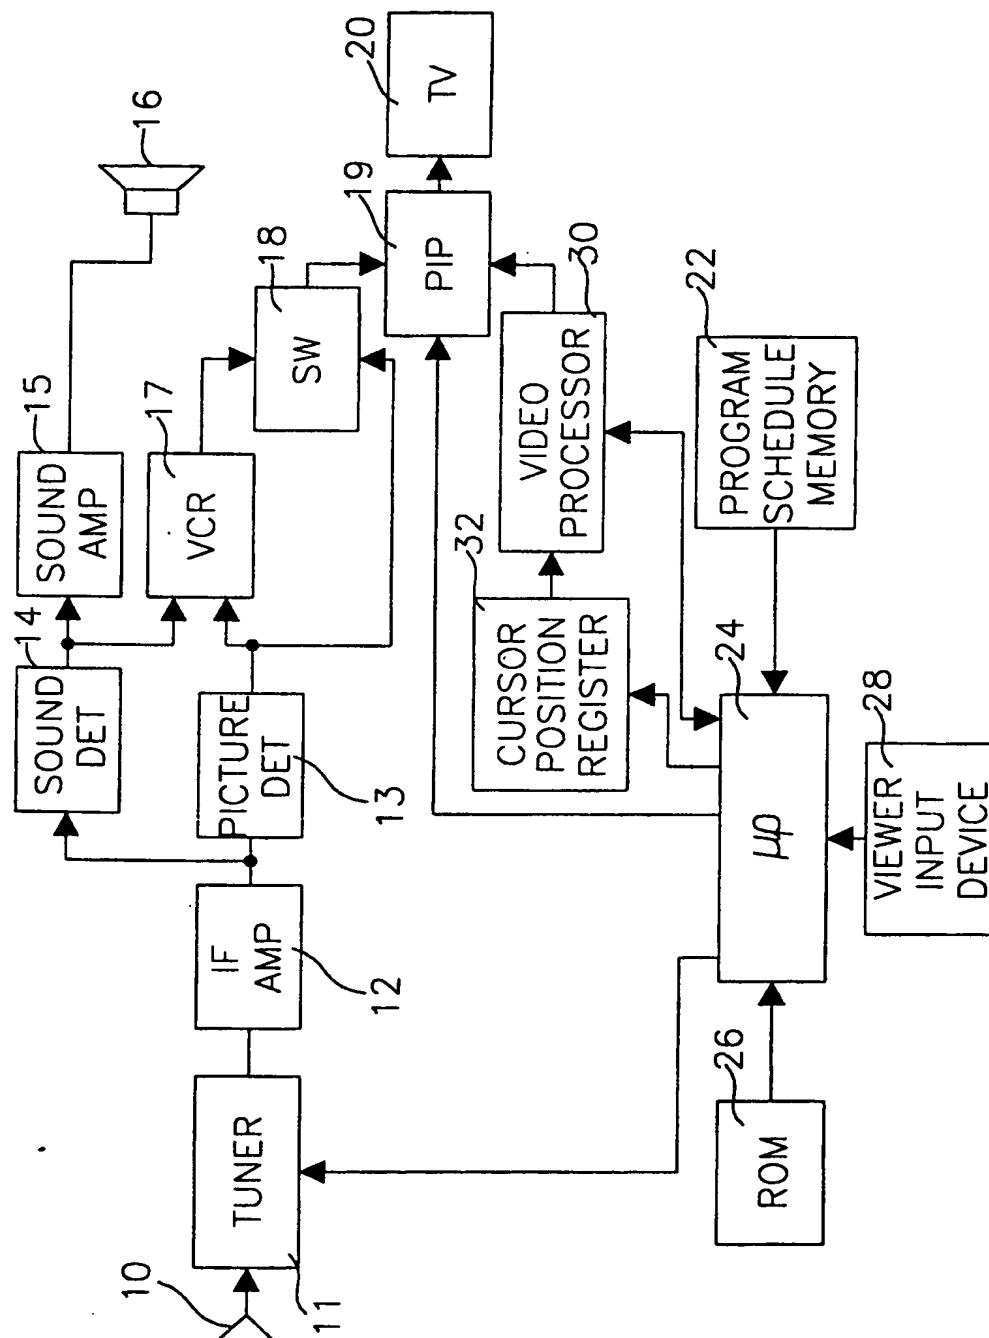 10
11
TUNER
IF
AMP
12
PICTURE
DET
13
SOUND
DET
14
SOUND
AMP
15
16
VCR
17
SW
18
PIP
19
TV
20
VIDEO
PROCESSOR
30
CURSOR
POSITION
REGISTER
32
PROGRAM
SCHEDULE
MEMORY
22
μp
24
ROM
26
VIEWER
INPUT
DEVICE
28